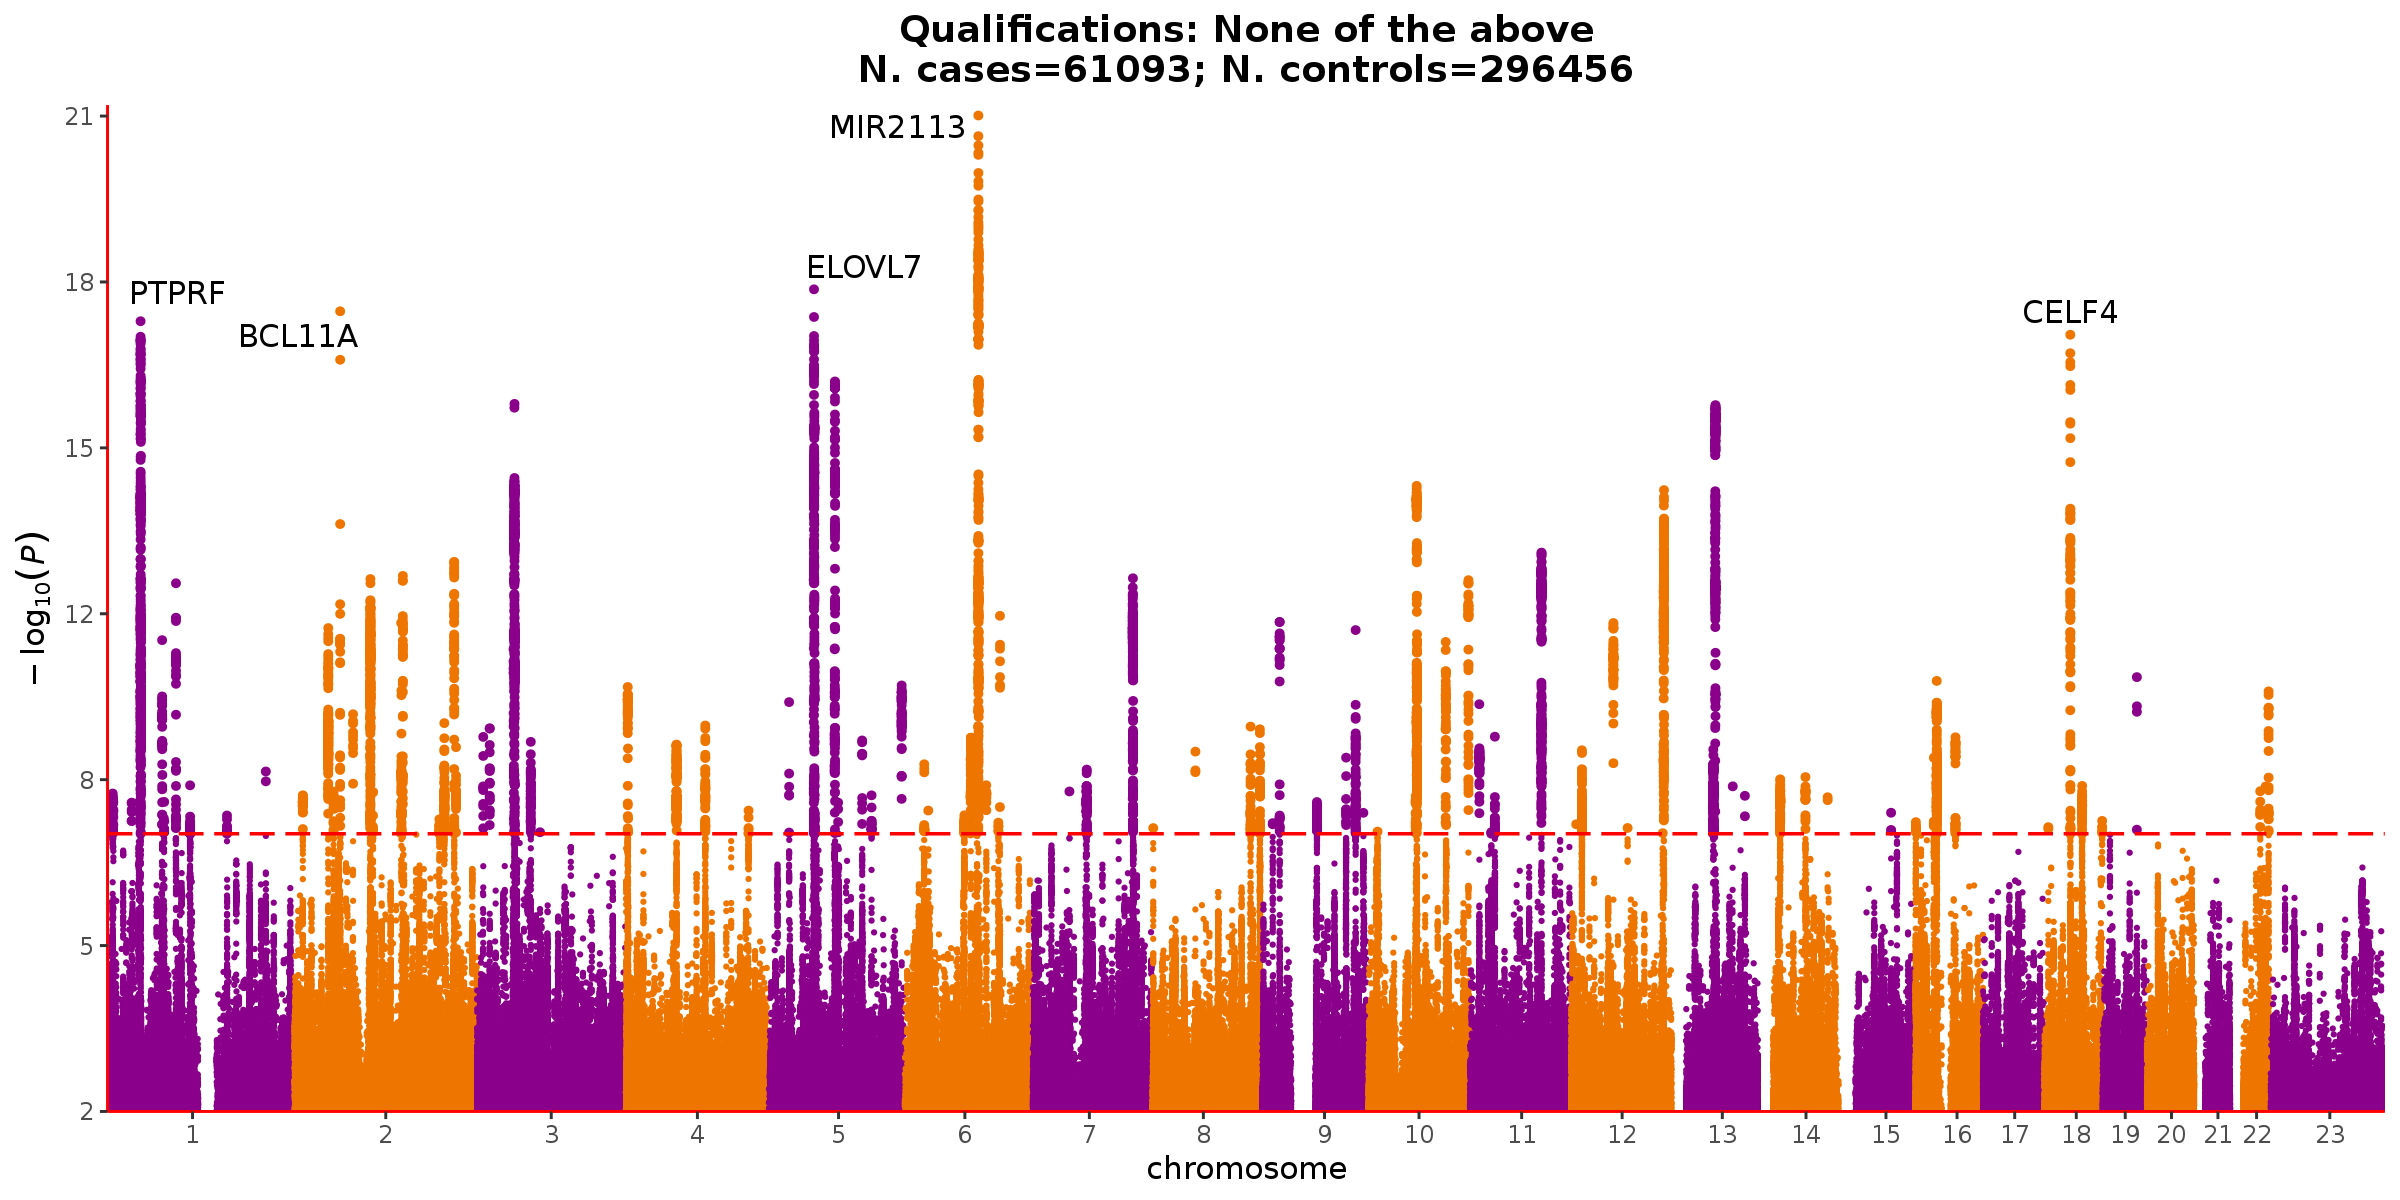 Qualifications: None of the above
N. cases=61093; N. controls=296456
MIR2113
ELOVL7
PTPRF
CELF4
BCL11A
21
18
15
12
8
5
2
− log10(P)
1 2 3 4 5 6 7 8 9 10 11 12 13 14 15 16 17 18 19 20 21 22 23
chromosome